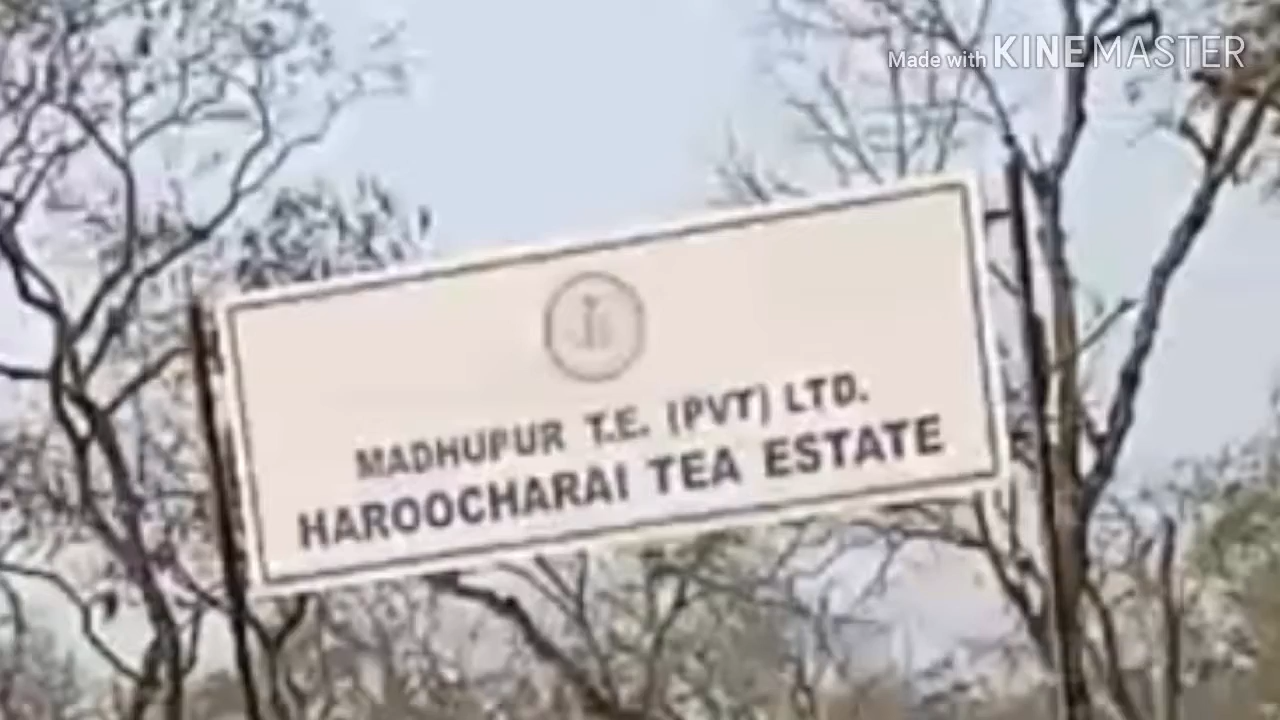 Made with KINEMASTER
MADHUPUR T.E. (PVT) LTD.
HAROOCHARAI TEA ESTATE